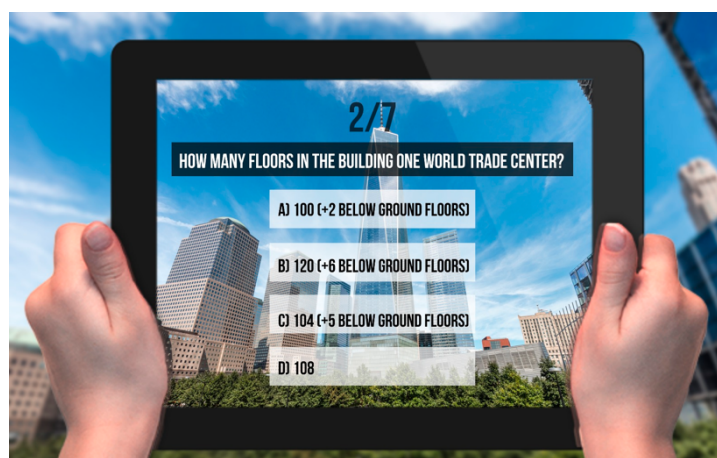 2/7
HOW MANY FLOORS IN THE BUILDING ONE WORLD TRADE CENTER?
A) 100 (+2 BELOW GROUND FLOORS)
B) 120 (+6 BELOW GROUND FLOORS)
C) 104 (+5 BELOW GROUND FLOORS)
D) 108